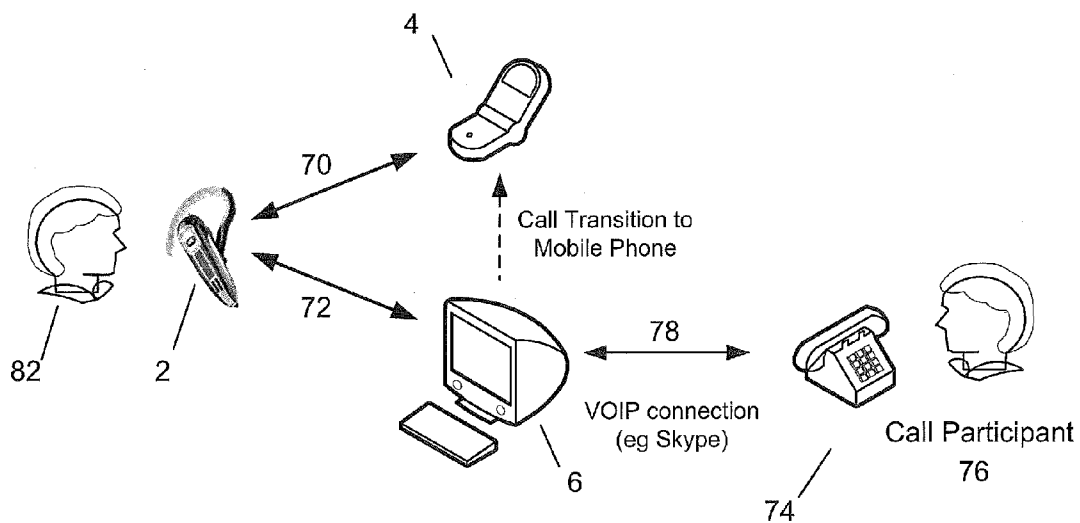 4
70
Call Transition to
Mobile Phone
72
78
82
2
VOIP connection
(eg Skype)
6
Call Participant
76
74